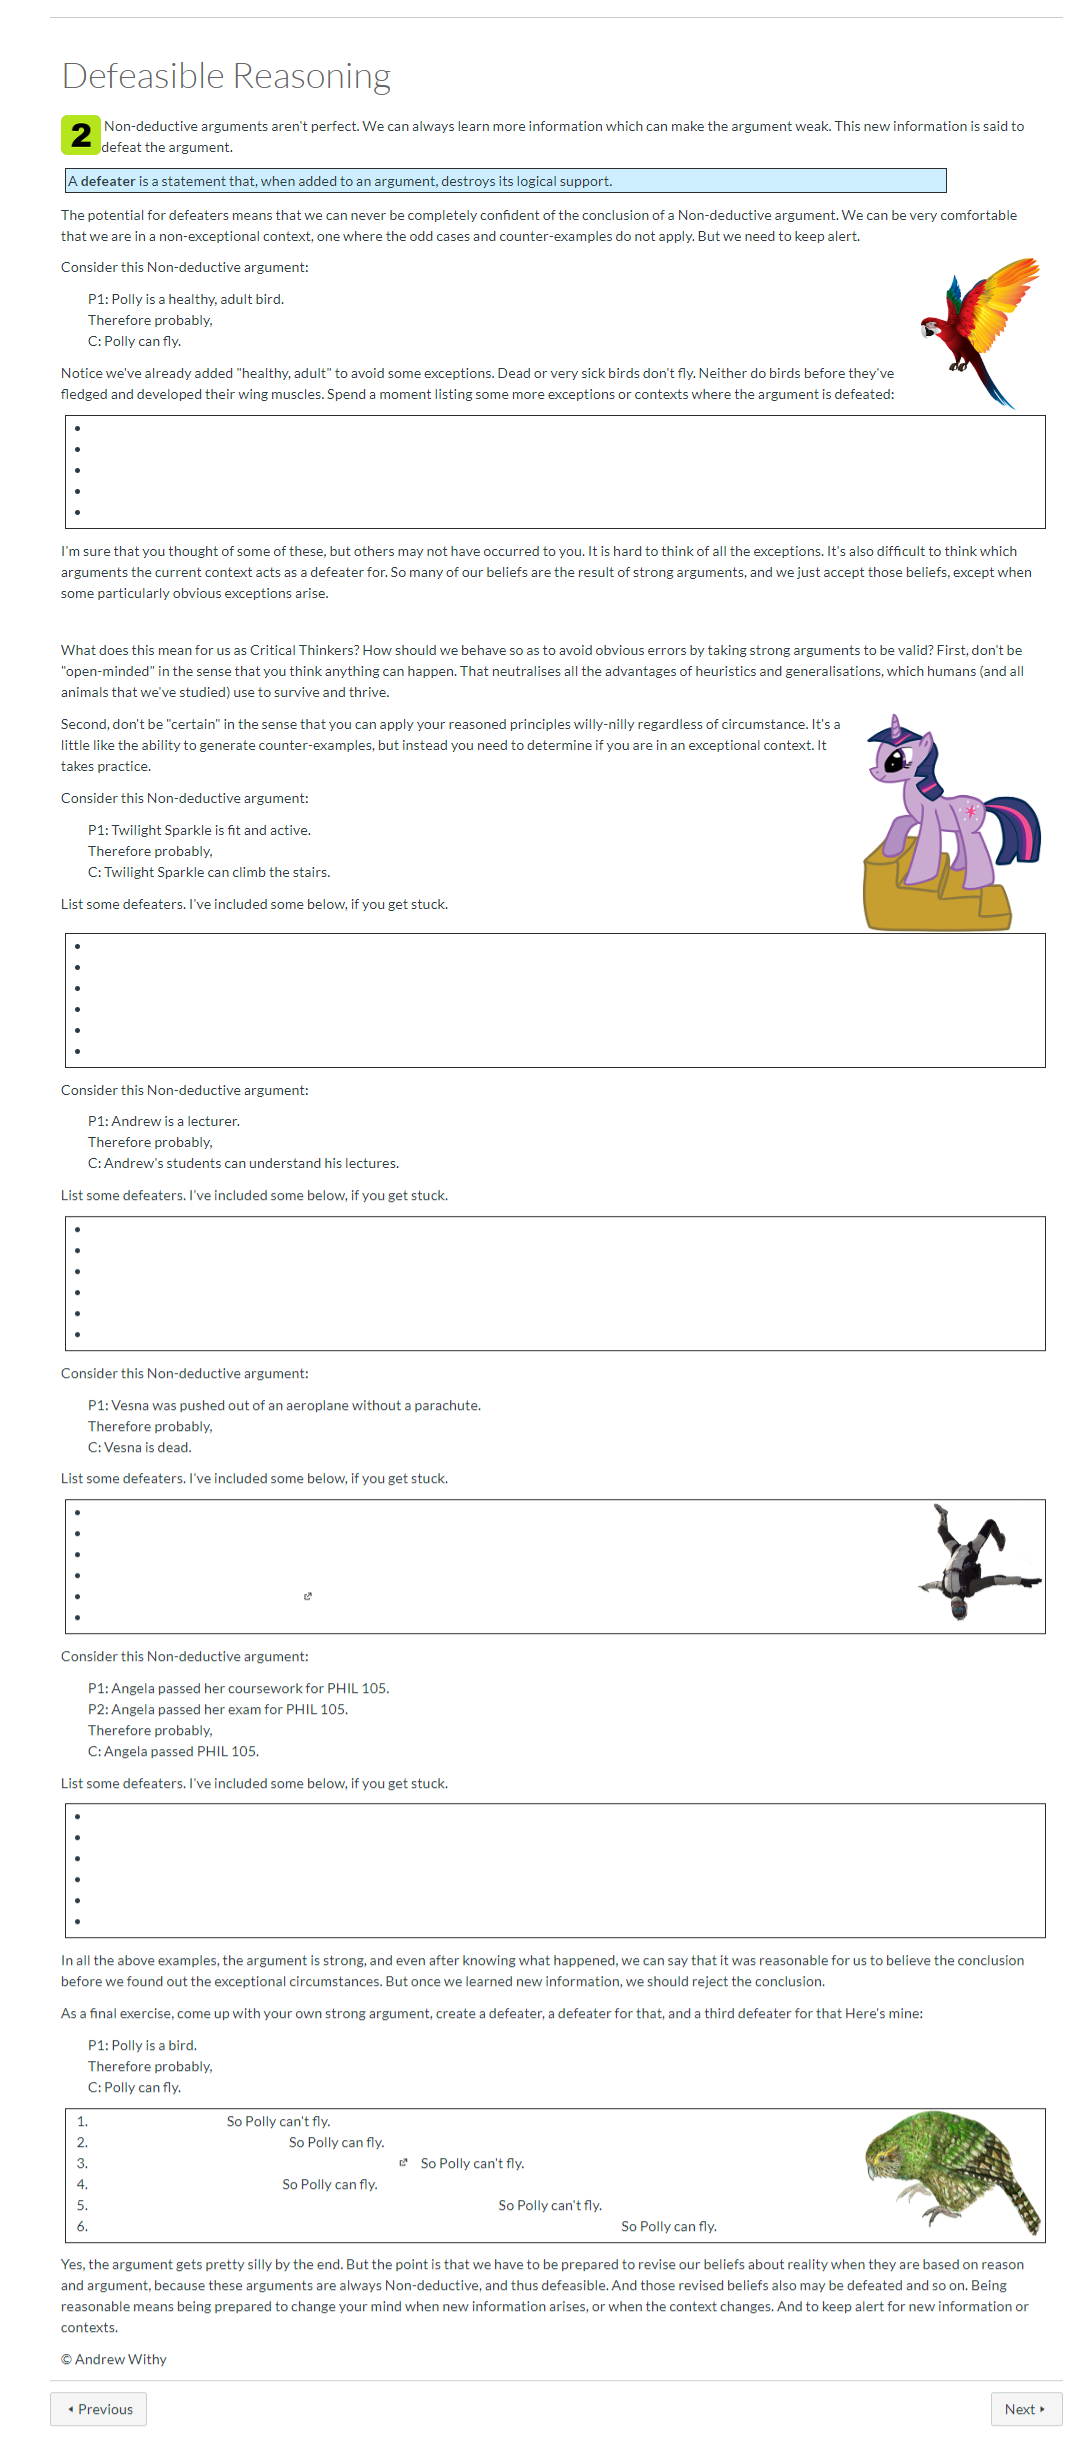 Defeasible Reasoning
2 Non-deductive arguments aren't perfect. We can always learn more information which can make the argument weak. This new information is said to
defeat the argument.
A defeater is a statement that, when added to an argument, destroys its logical support.
The potential for defeaters means that we can never be completely confident of the conclusion of a Non-deductive argument. We can be very comfortable
that we are in a non-exceptional context, one where the odd cases and counter-examples do not apply. But we need to keep alert.
Consider this Non-deductive argument:
P1: Polly is a healthy, adult bird.
Therefore probably,
C: Polly can fly.
Notice we've already added "healthy, adult" to avoid some exceptions. Dead or very sick birds don't fly. Neither do birds before they've
fledged and developed their wing muscles. Spend a moment listing some more exceptions or contexts where the argument is defeated:
I'm sure that you thought of some of these, but others may not have occurred to you. It is hard to think of all the exceptions. It's also difficult to think which
arguments the current context acts as a defeater for. So many of our beliefs are the result of strong arguments, and we just accept those beliefs, except when
some particularly obvious exceptions arise.
What does this mean for us as Critical Thinkers? How should we behave so as to avoid obvious errors by taking strong arguments to be valid? First, don't be
"open-minded" in the sense that you think anything can happen. That neutralises all the advantages of heuristics and generalisations, which humans (and all
animals that we've studied) use to survive and thrive.
Second, don't be "certain" in the sense that you can apply your reasoned principles willy-nilly regardless of circumstance. It's a
little like the ability to generate counter-examples, but instead you need to determine if you are in an exceptional context. It
takes practice.
Consider this Non-deductive argument:
P1: Twilight Sparkle is fit and active.
Therefore probably,
C: Twilight Sparkle can climb the stairs.
List some defeaters. I've included some below, if you get stuck.
Consider this Non-deductive argument:
P1: Andrew is a lecturer.
Therefore probably,
C: Andrew's students can understand his lectures.
List some defeaters. I've included some below, if you get stuck.
Consider this Non-deductive argument:
P1: Vesna was pushed out of an aeroplane without a parachute.
Therefore probably,
C: Vesna is dead.
List some defeaters. I've included some below, if you get stuck.
Consider this Non-deductive argument:
P1: Angela passed her coursework for PHIL 105.
P2: Angela passed her exam for PHIL 105.
Therefore probably,
C: Angela passed PHIL 105.
List some defeaters. I've included some below, if you get stuck.
In all the above examples, the argument is strong, and even after knowing what happened, we can say that it was reasonable for us to believe the conclusion
before we found out the exceptional circumstances. But once we learned new information, we should reject the conclusion.
As a final exercise, come up with your own strong argument, create a defeater, a defeater for that, and a third defeater for that Here's mine:
P1: Polly is a bird.
Therefore probably,
C: Polly can fly.
1. So Polly can't fly.
2. So Polly can fly.
3. So Polly can't fly.
4. So Polly can fly.
5. So Polly can't fly.
6. So Polly can fly.
Yes, the argument gets pretty silly by the end. But the point is that we have to be prepared to revise our beliefs about reality when they are based on reason
and argument, because these arguments are always Non-deductive, and thus defeasible. And those revised beliefs also may be defeated and so on. Being
reasonable means being prepared to change your mind when new information arises, or when the context changes. And to keep alert for new information or
contexts.
© Andrew Withy
Previous
Next